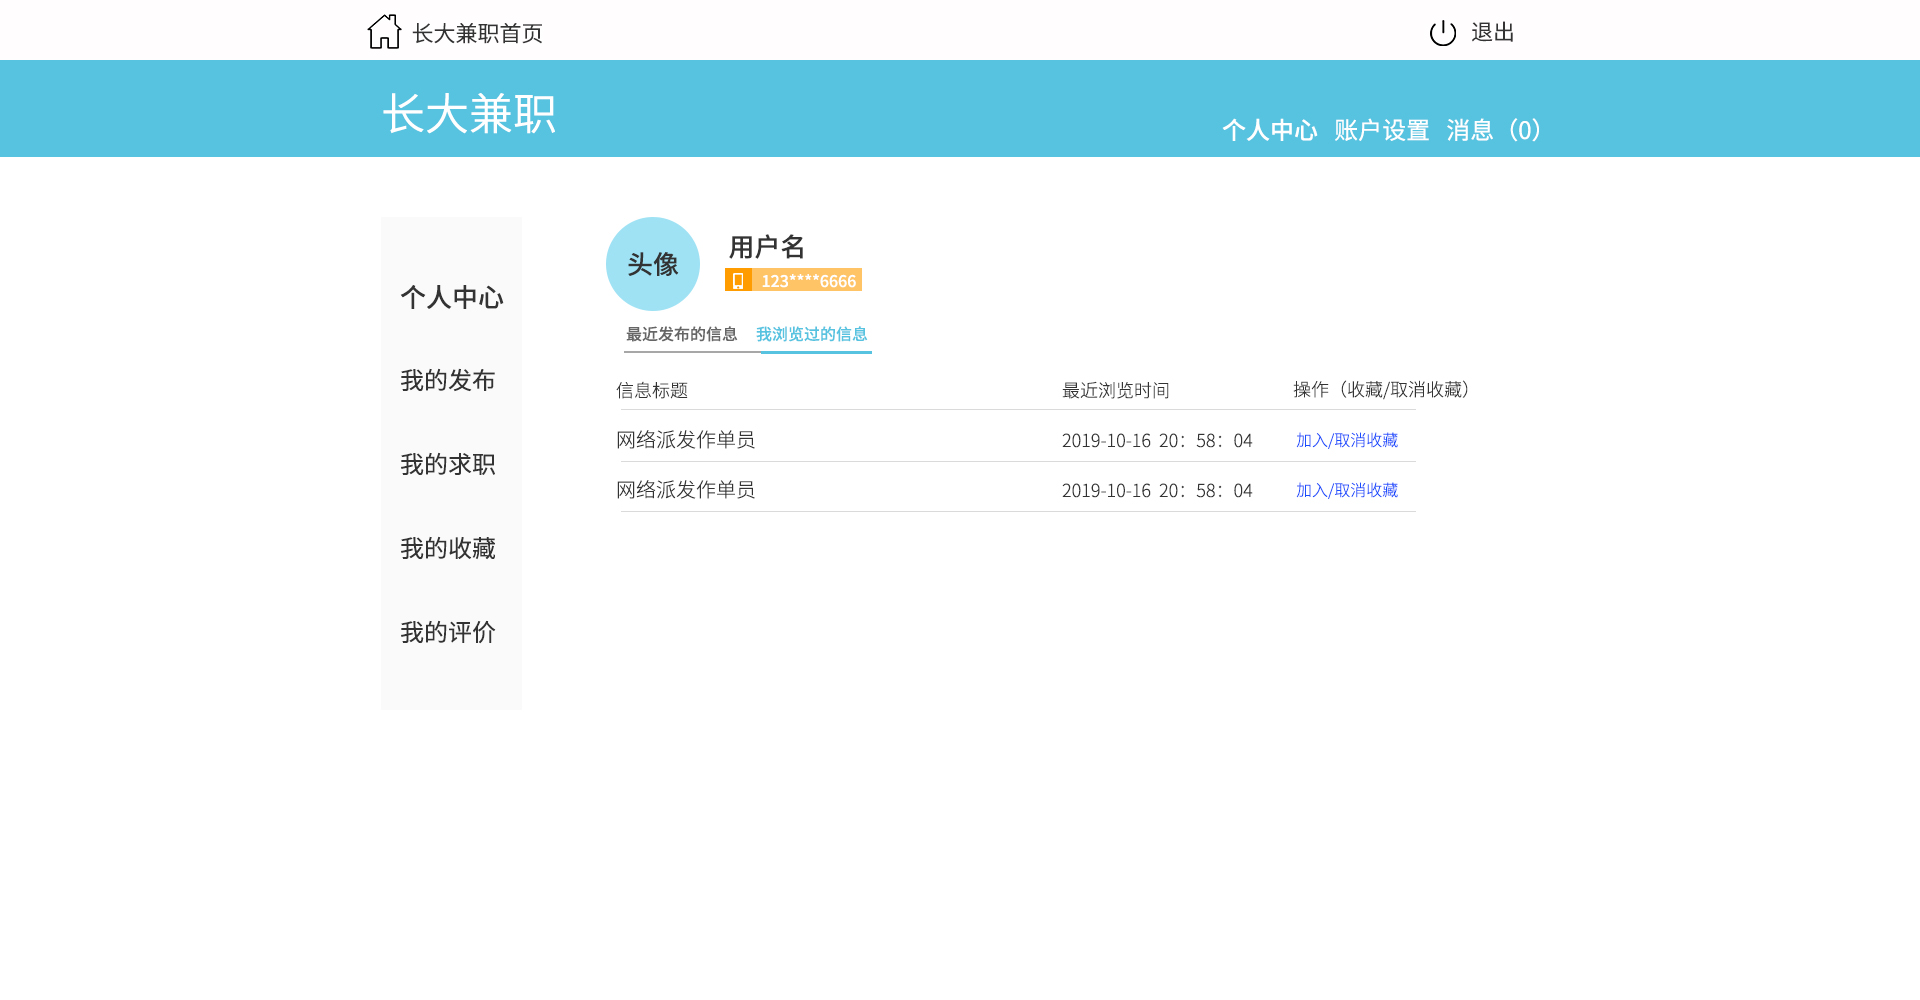 长大兼职首页
退出
长大兼职
个人中心 账户设置 消息（0）
个人中心
我的发布
我的求职
我的收藏
我的评价
头像
用户名
123****6666
最近发布的信息 我浏览过的信息
信息标题 最近浏览时间 操作（收藏/取消收藏）
网络派发作单员 2019-10-16 20：58：04 加入/取消收藏
网络派发作单员 2019-10-16 20：58：04 加入/取消收藏